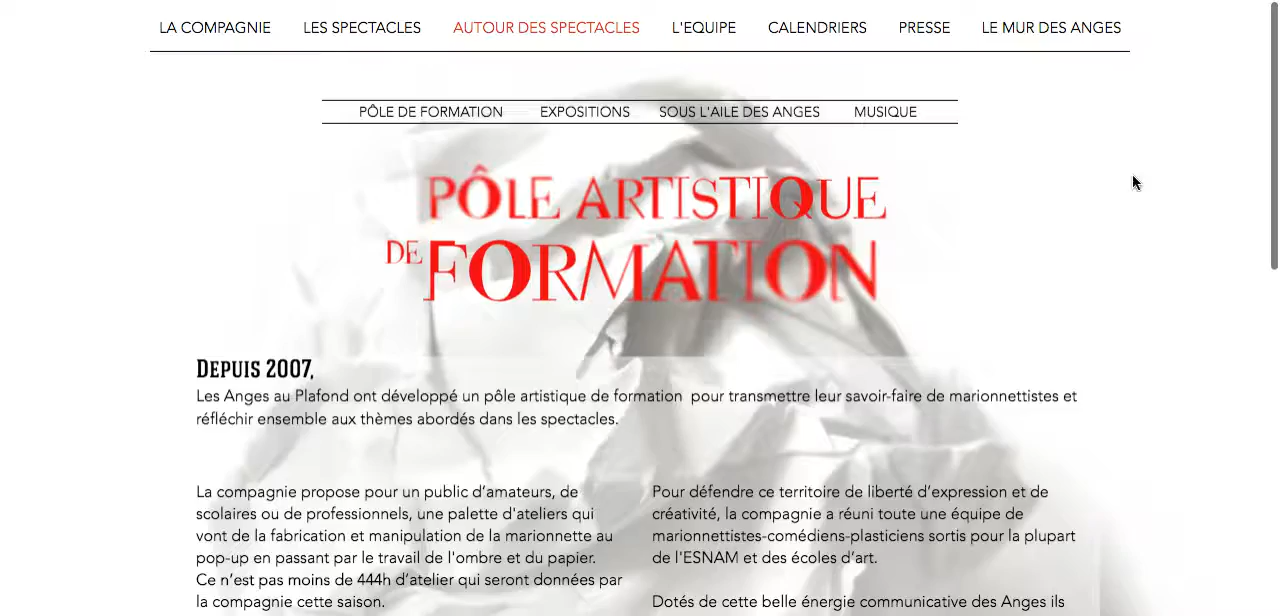 LA COMPAGNIE LES SPECTACLES AUTOUR DES SPECTACLES L'EQUIPE CALENDRIERS PRESSE LE MUR DES ANGES
PÔLE DE FORMATION EXPOSITIONS SOUS L'AILE DES ANGES MUSIQUE
PÔLE ARTISTIQUE
DE FORMATION
DEPUIS 2007,
Les Anges au Plafond ont développé un pôle artistique de formation pour transmettre leur savoir-faire de marionnettistes et
réfléchir ensemble aux thèmes abordés dans les spectacles.
La compagnie propose pour un public d’amateurs, de
scolaires ou de professionnels, une palette d'ateliers qui
vont de la fabrication et manipulation de la marionnette au
pop-up en passant par le travail de l'ombre et du papier.
Ce n’est pas moins de 444h d’atelier qui seront données par
la compagnie cette saison.
Pour défendre ce territoire de liberté d’expression et de
créativité, la compagnie a réuni toute une équipe de
marionnettistes-comédiens-plasticiens sortis pour la plupart
de l'ESNAM et des écoles d’art.
Dotés de cette belle énergie communicative des Anges ils